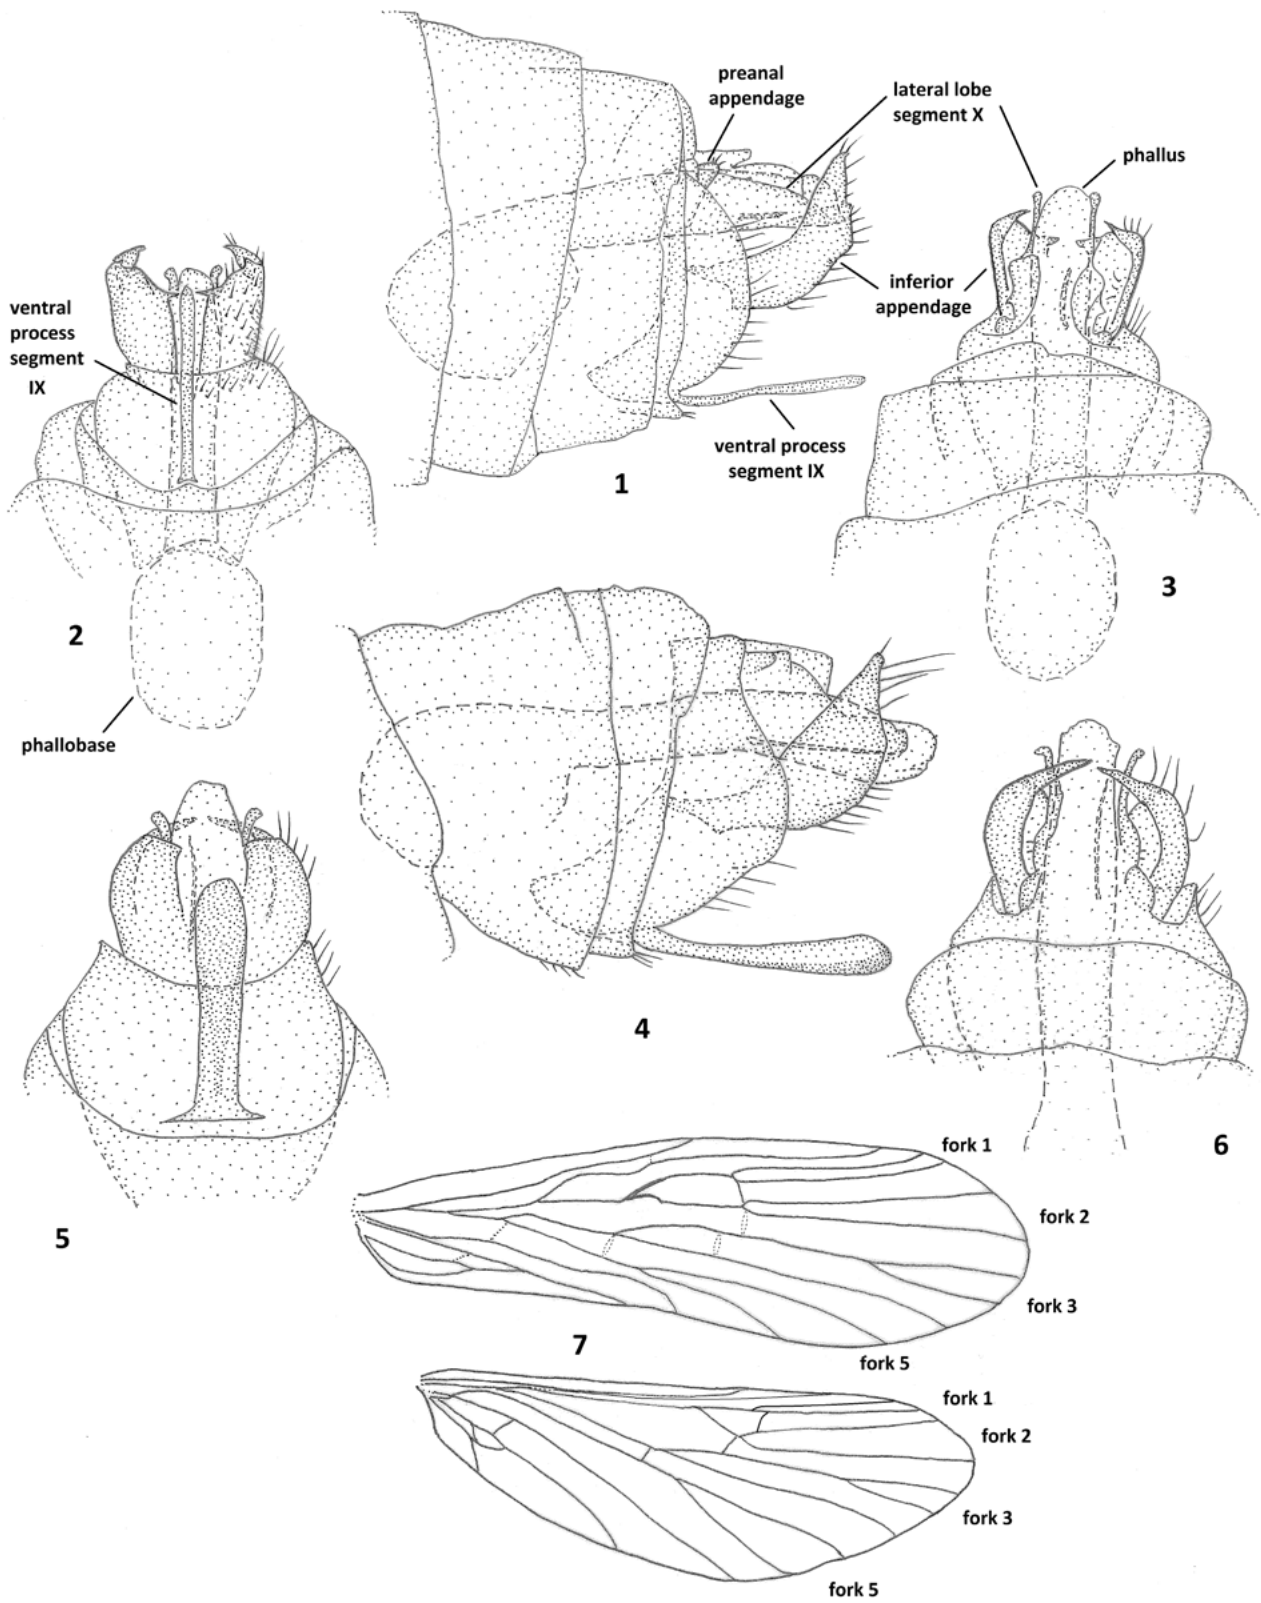 preanal
appendage
lateral lobe
segment X
phallus
ventral
process
segment
IX
inferior
appendage
ventral process
segment IX
1
2
3
phallobase
4
5
6
fork 1
fork 2
fork 3
7
fork 5
fork 1
fork 2
fork 3
fork 5